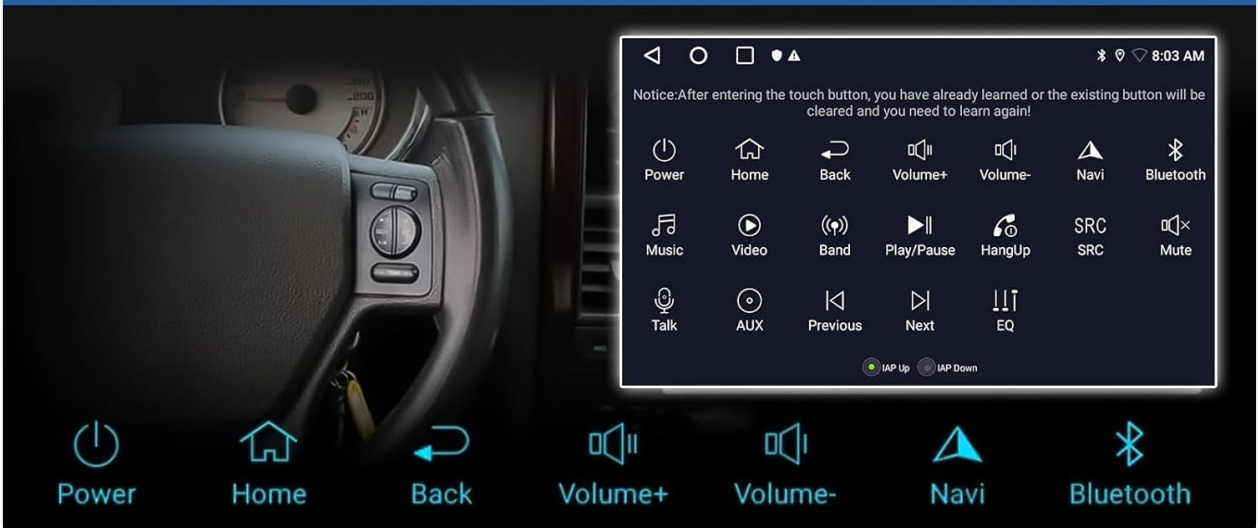 8:03 AM
Notice:After entering the touch button, you have already learned or the existing button will be
cleared and you need to learn again!
Power Home Back Volume+ Volume- Navi Bluetooth
SRC
Music Video Band Play/Pause HangUp SRC Mute
Talk AUX Previous Next EQ
IAP Up IAP Down
200
Power Home Back Volume+ Volume- Navi Bluetooth